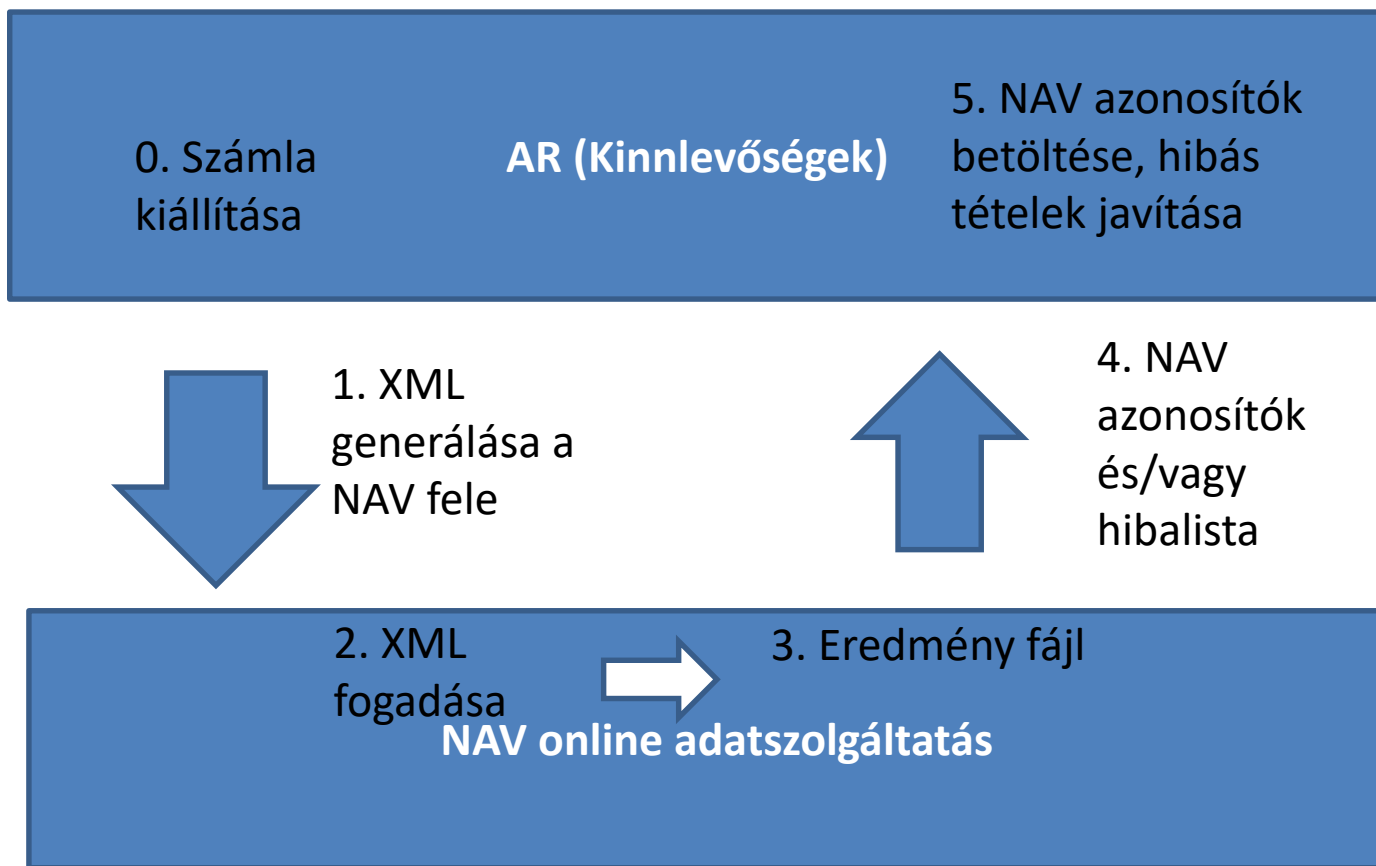 0. Számla
kiállítása
AR (Kinnlevőségek)
5. NAV azonosítók
betöltése, hibás
tételek javítása
1. XML
generálása a
NAV fele
4. NAV
azonosítók
és/vagy
hibalista
2. XML
fogadása
3. Eredmény fájl
NAV online adatszolgáltatás